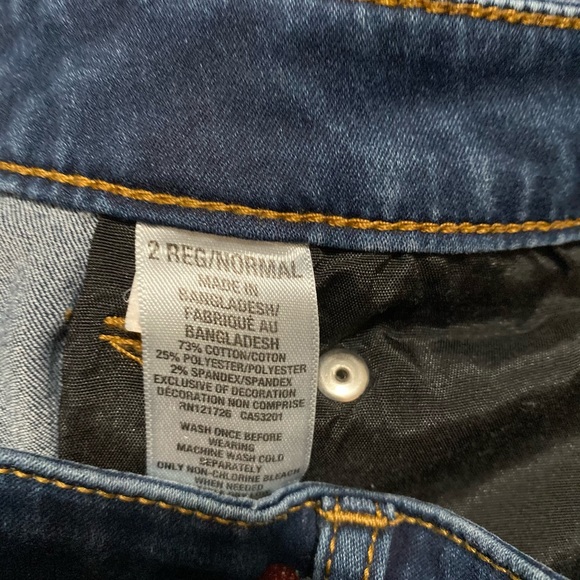 2 REG/NORMAL
MADE IN
BANGLADESH/
FABRIQUÉ AU
BANGLADESH
73% COTTON/COTON
25% POLYESTER/POLYESTER
2% SPANDEX/SPANDEX
EXCLUSIVE OF DECORATION
DÉCORATION NON COMPRISE
RN121726 CA53201
WASH ONCE BEFORE
WEARING
MACHINE WASH COLD
SEPARATELY
ONLY NON-CHLORINE BLEACH
WHEN NEEDED